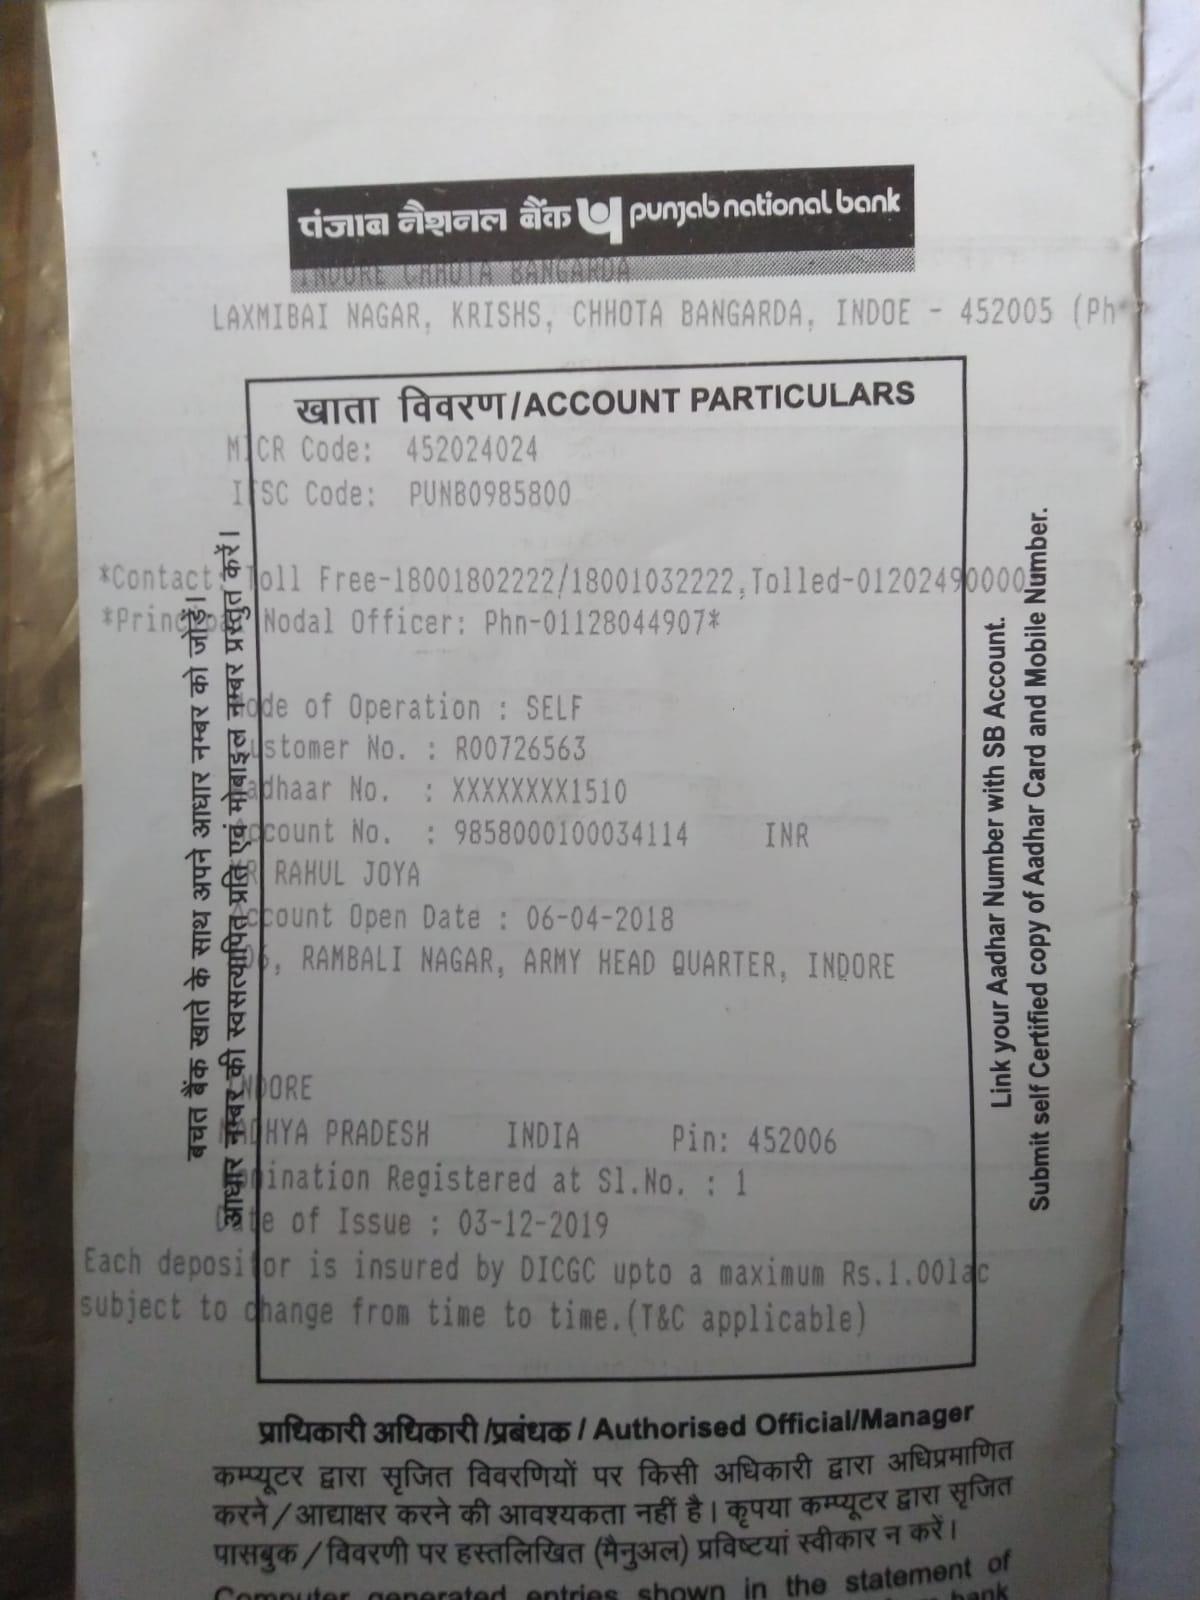 पंजाब नैशनल बैंक punjab national bank
INDORE CHHOTA BANGARDA
LAXMIBAI NAGAR, KRISHS, CHHOTA BANGARDA, INDOE - 452005 (Ph*
खाता विवरण/ACCOUNT PARTICULARS
MICR Code: 452024024
IFSC Code: PUNB0985800
*Contact: Toll Free-18001802222/18001032222,Tolled-01202490000
*Principal Nodal Officer: Phn-01128044907*
Mode of Operation : SELF
Customer No. : R00726563
Aadhaar No. : XXXXXXXX1510
Account No. : 9858000100034114 INR
MR RAHUL JOYA
Account Open Date : 06-04-2018
RAMBALI NAGAR, ARMY HEAD QUARTER, INDORE
INDORE
MADHYA PRADESH INDIA Pin: 452006
Nomination Registered at Sl.No. : 1
Date of Issue : 03-12-2019
Each depositor is insured by DICGC upto a maximum Rs.1.00lac
subject to change from time to time.(T&C applicable)
बचत बैंक खाते के साथ अपने आधार नम्बर को जोड़ें।
आधार नम्बर की स्वसत्यापित प्रति एवं मोबाइल नम्बर प्रस्तुत करें।
Link your Aadhar Number with SB Account.
Submit self Certified copy of Aadhar Card and Mobile Number.
प्राधिकारी अधिकारी/प्रबंधक / Authorised Official/Manager
कम्प्यूटर द्वारा सृजित विवरणियों पर किसी अधिकारी द्वारा अधिप्रमाणित
करने/आद्याक्षर करने की आवश्यकता नहीं है। कृपया कम्प्यूटर द्वारा सृजित
पासबुक/विवरणी पर हस्तलिखित (मैनुअल) प्रविष्टयां स्वीकार न करें।
Computer generated entries shown in the statement of
bank